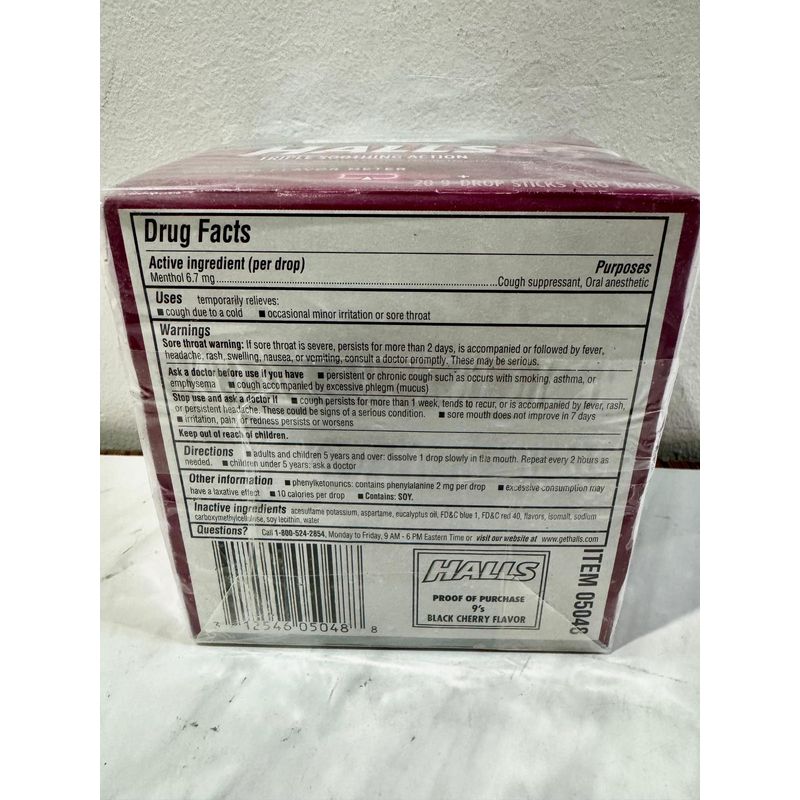 HALLS
TRIPLE SOOTHING ACTION
FLAVOR METER
20 9-DROP STICKS (180 DROPS)
Drug Facts
Active ingredient (per drop) Purposes
Menthol 6.7 mg Cough suppressant, Oral anesthetic
Uses temporarily relieves:
■ cough due to a cold ■ occasional minor irritation or sore throat
Warnings
Sore throat warning: If sore throat is severe, persists for more than 2 days, is accompanied or followed by fever,
headache, rash, swelling, nausea, or vomiting, consult a doctor promptly. These may be serious.
Ask a doctor before use if you have ■ persistent or chronic cough such as occurs with smoking, asthma, or
emphysema ■ cough accompanied by excessive phlegm (mucus)
Stop use and ask a doctor if ■ cough persists for more than 1 week, tends to recur, or is accompanied by fever, rash,
or persistent headache. These could be signs of a serious condition. ■ sore mouth does not improve in 7 days
■ irritation, pain, or redness persists or worsens
Keep out of reach of children.
Directions ■ adults and children 5 years and over: dissolve 1 drop slowly in the mouth. Repeat every 2 hours as
needed. ■ children under 5 years: ask a doctor
Other information ■ phenylketonurics: contains phenylalanine 2 mg per drop ■ excessive consumption may
have a laxative effect ■ 10 calories per drop ■ Contains: SOY.
Inactive ingredients acesulfame potassium, aspartame, eucalyptus oil, FD&C blue 1, FD&C red 40, flavors, isomalt, sodium
carboxymethylcellulose, soy lecithin, water
Questions? Call 1-800-524-2854, Monday to Friday, 9 AM - 6 PM Eastern Time or visit our website at www.gethalls.com
3 12546 05048 8
HALLS
PROOF OF PURCHASE
9's
BLACK CHERRY FLAVOR
ITEM 05048